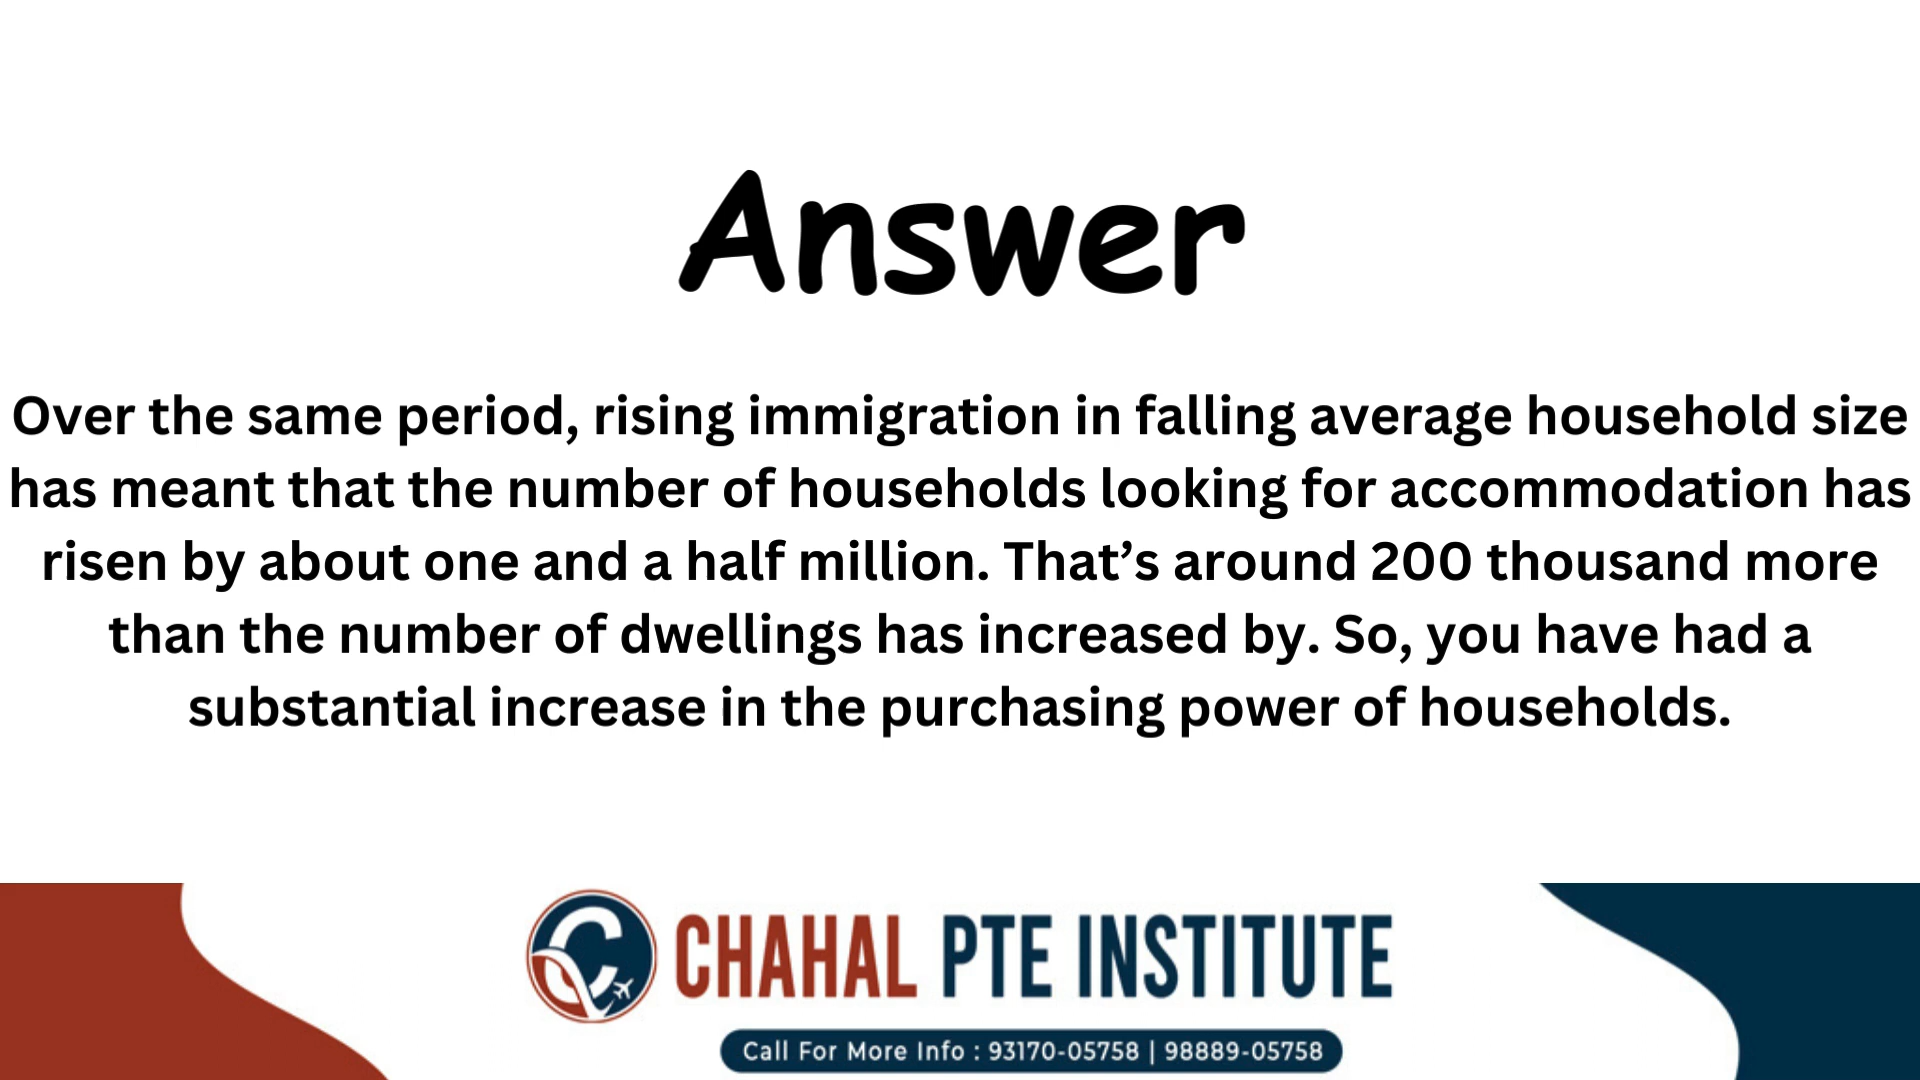 Answer
Over the same period, rising immigration in falling average household size
has meant that the number of households looking for accommodation has
risen by about one and a half million. That’s around 200 thousand more
than the number of dwellings has increased by. So, you have had a
substantial increase in the purchasing power of households.
CHAHAL PTE INSTITUTE
Call For More Info : 93170-05758 | 98889-05758